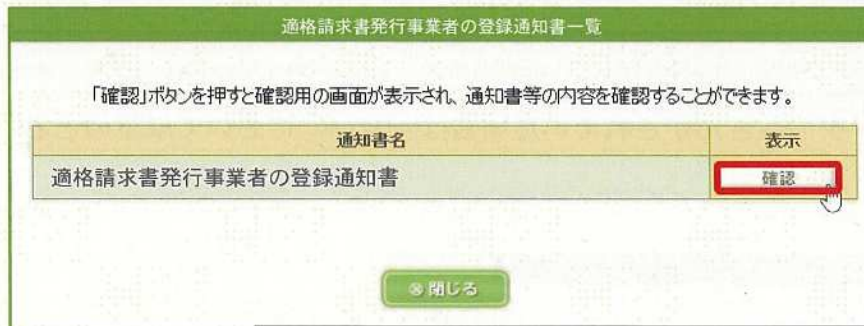 適格請求書発行事業者の登録通知書一覧
「確認」ボタンを押すと確認用の画面が表示され、通知書等の内容を確認することができます。
通知書名 表示
適格請求書発行事業者の登録通知書 確認
⊗ 閉じる